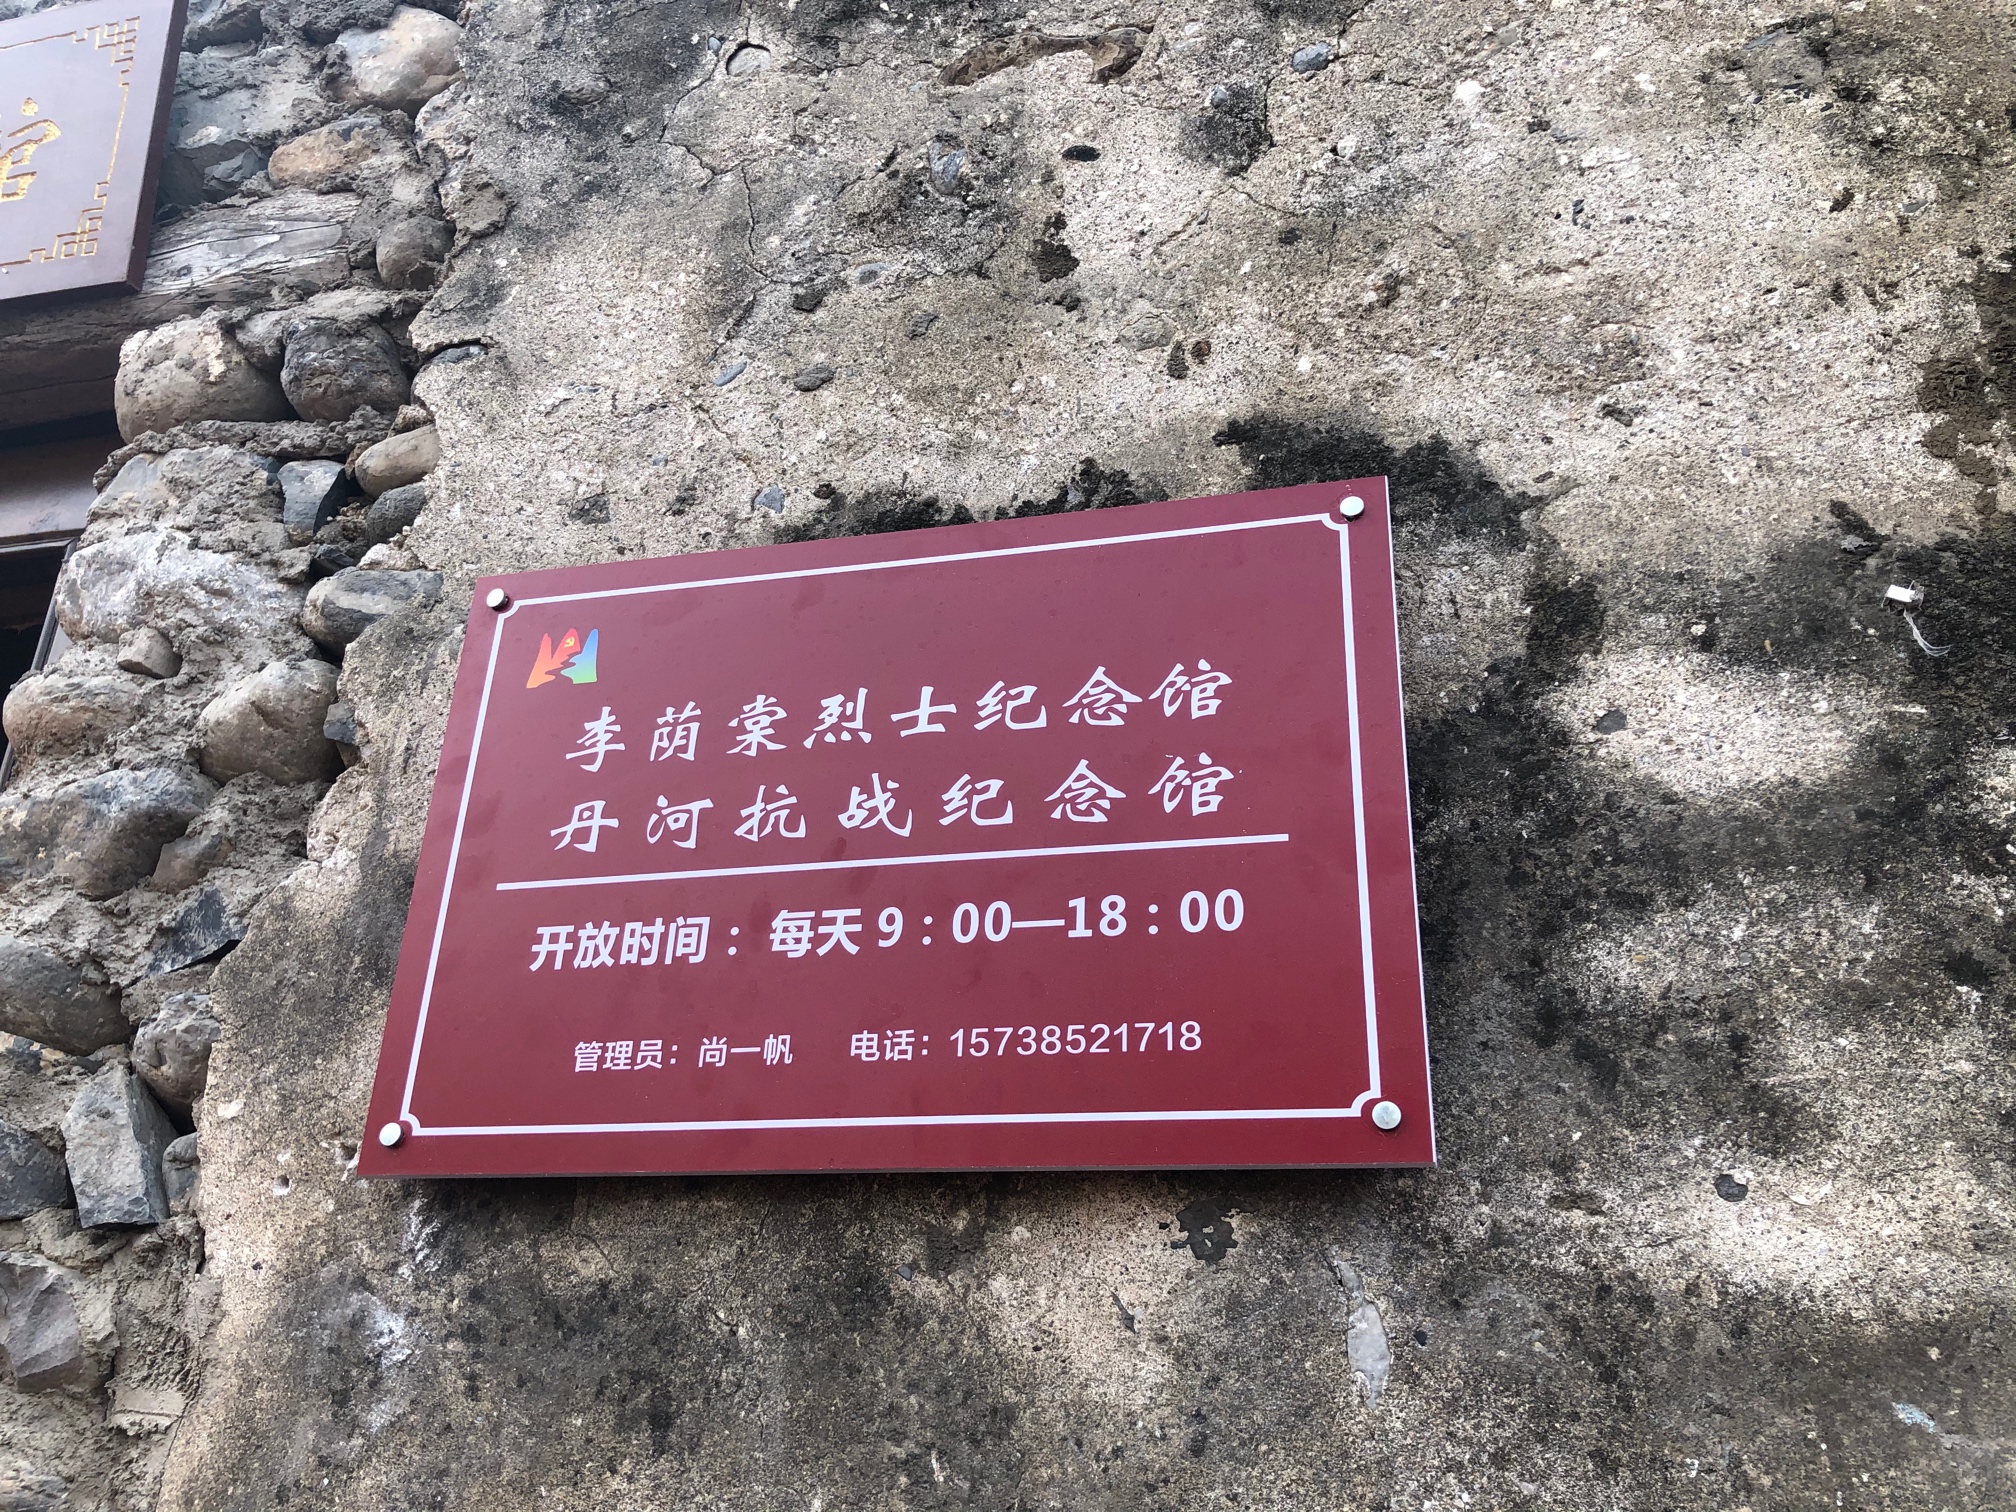 李荫棠烈士纪念馆
丹河抗战纪念馆
开放时间：每天9：00—18：00
管理员：尚一帆 电话：15738521718